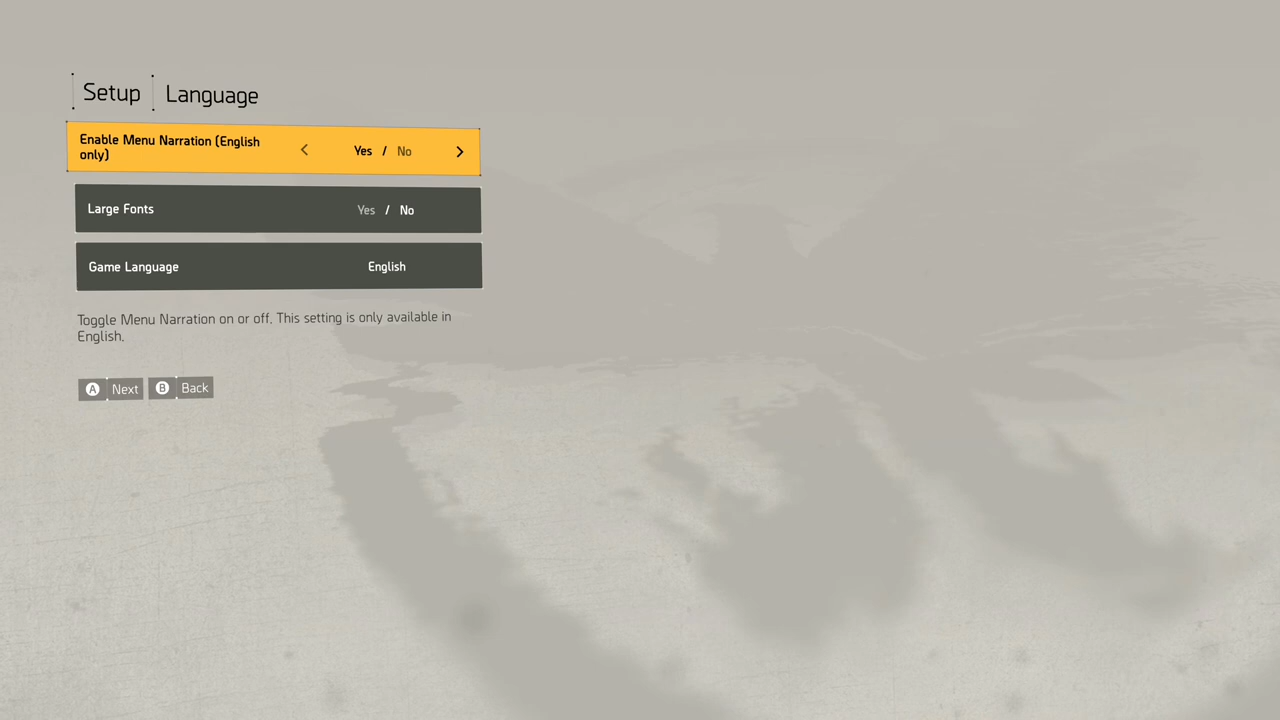 Setup Language
Enable Menu Narration (English
only)
< Yes / No >
Large Fonts Yes / No
Game Language English
Toggle Menu Narration on or off. This setting is only available in
English.
A Next B Back